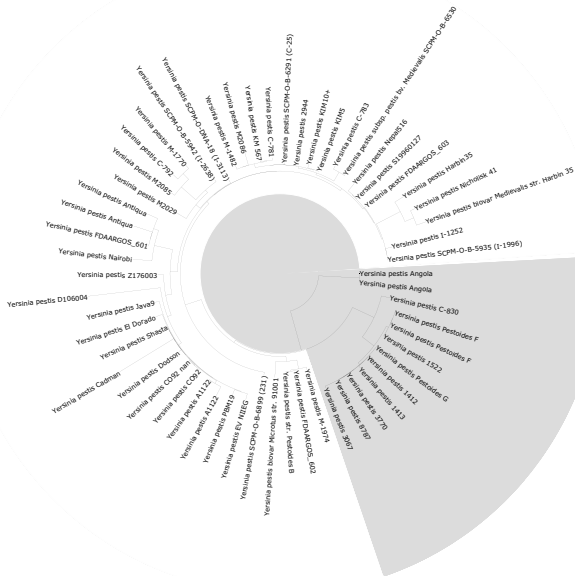 Yersinia pestis SCPM-O-B-6291 (C-25)
Yersinia pestis 2944
Yersinia pestis KIM10+
Yersinia pestis KIM5
Yersinia pestis C-783
Yersinia pestis subsp. pestis bv. Medievalis SCPM-O-B-6530
Yersinia pestis Nepal516
Yersinia pestis S19960127
Yersinia pestis FDAARGOS_603
Yersinia pestis Harbin35
Yersinia pestis Nicholisk 41
Yersinia pestis biovar Medievalis str. Harbin 35
Yersinia pestis I-1252
Yersinia pestis SCPM-O-B-5935 (I-1996)
Yersinia pestis Angola
Yersinia pestis Angola
Yersinia pestis C-830
Yersinia pestis Pestoides F
Yersinia pestis Pestoides F
Yersinia pestis 1522
Yersinia pestis Pestoides G
Yersinia pestis 1412
Yersinia pestis 1413
Yersinia pestis 3770
Yersinia pestis 8787
Yersinia pestis 3067
Yersinia pestis M-1974
Yersinia pestis FDAARGOS_602
Yersinia pestis str. Pestoides B
Yersinia pestis biovar Microtus str. 91001
Yersinia pestis SCPM-O-B-6899 (231)
Yersinia pestis EV NIIEG
Yersinia pestis PBM19
Yersinia pestis A1122
Yersinia pestis A1122
Yersinia pestis CO92
Yersinia pestis CO92 nan
Yersinia pestis Dodson
Yersinia pestis Cadman
Yersinia pestis Shasta
Yersinia pestis El Dorado
Yersinia pestis Java9
Yersinia pestis D106004
Yersinia pestis Z176003
Yersinia pestis Nairobi
Yersinia pestis FDAARGOS_601
Yersinia pestis Antiqua
Yersinia pestis Antiqua
Yersinia pestis M2029
Yersinia pestis M2085
Yersinia pestis C-792
Yersinia pestis M-1770
Yersinia pestis SCPM-O-B-5942 (I-2638)
Yersinia pestis SCPM-O-DNA-18 (I-3113)
Yersinia pestis M-1482
Yersinia pestis M2086
Yersinia pestis KM 567
Yersinia pestis C-781